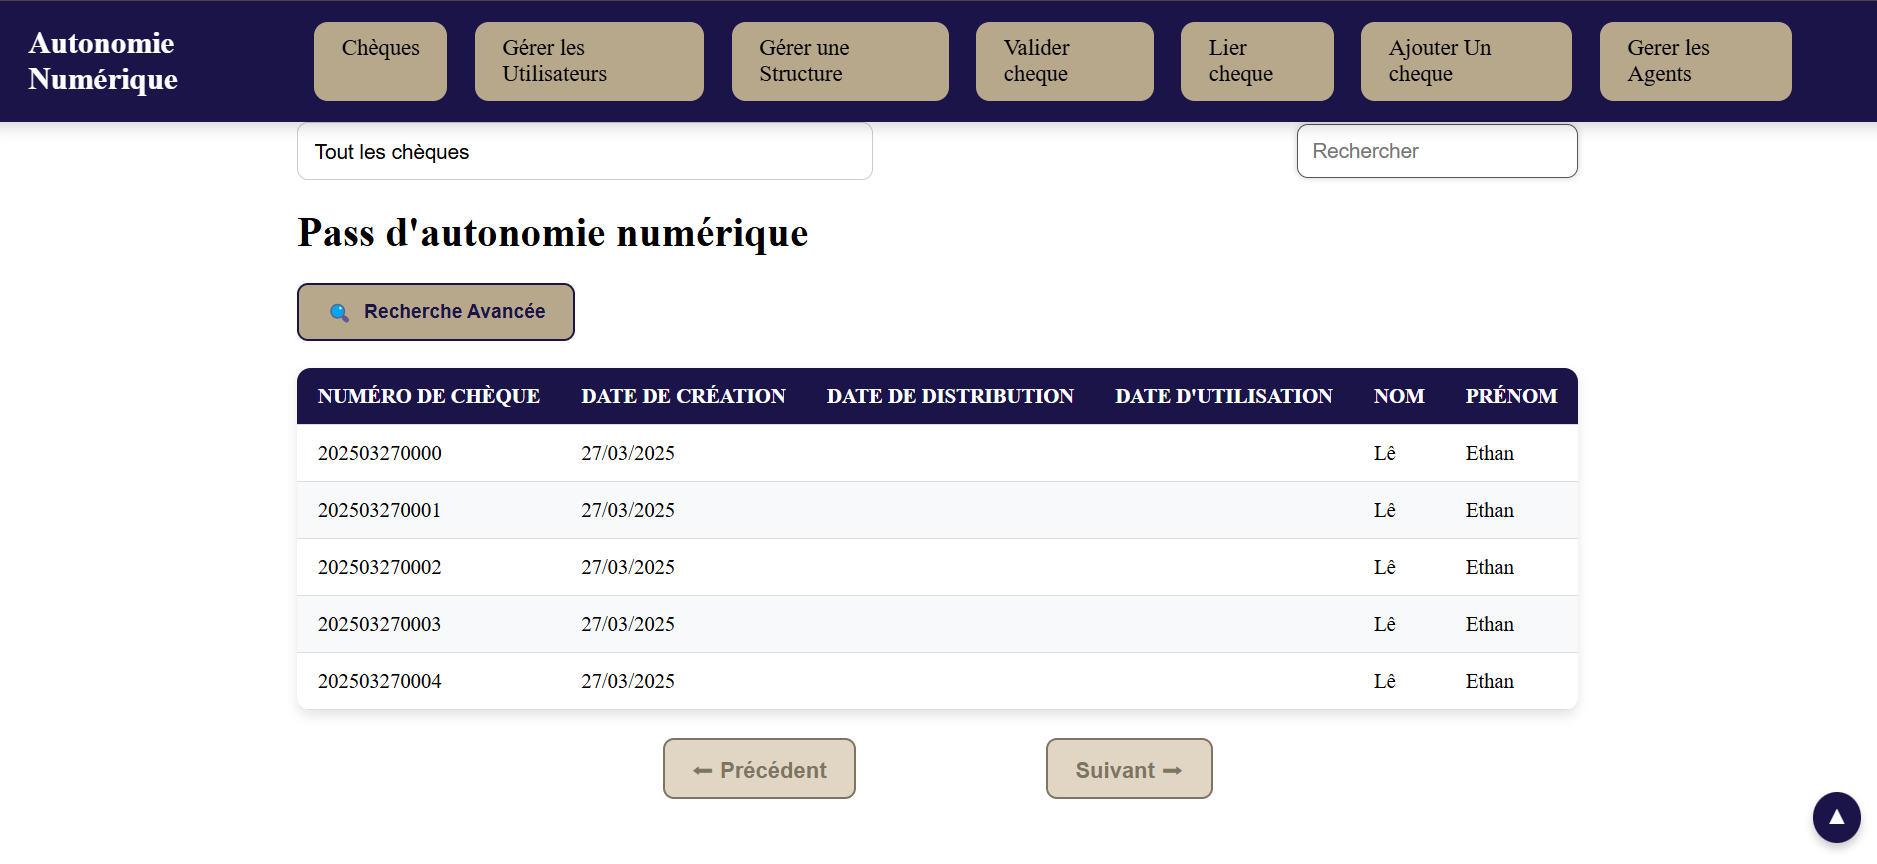 Autonomie
Numérique
Chèques
Gérer les
Utilisateurs
Gérer une
Structure
Valider
cheque
Lier
cheque
Ajouter Un
cheque
Gerer les
Agents
Tout les chèques
Rechercher
Pass d'autonomie numérique
🔍 Recherche Avancée
NUMÉRO DE CHÈQUE DATE DE CRÉATION DATE DE DISTRIBUTION DATE D'UTILISATION NOM PRÉNOM
202503270000 27/03/2025 Lê Ethan
202503270001 27/03/2025 Lê Ethan
202503270002 27/03/2025 Lê Ethan
202503270003 27/03/2025 Lê Ethan
202503270004 27/03/2025 Lê Ethan
← Précédent
Suivant →
▲